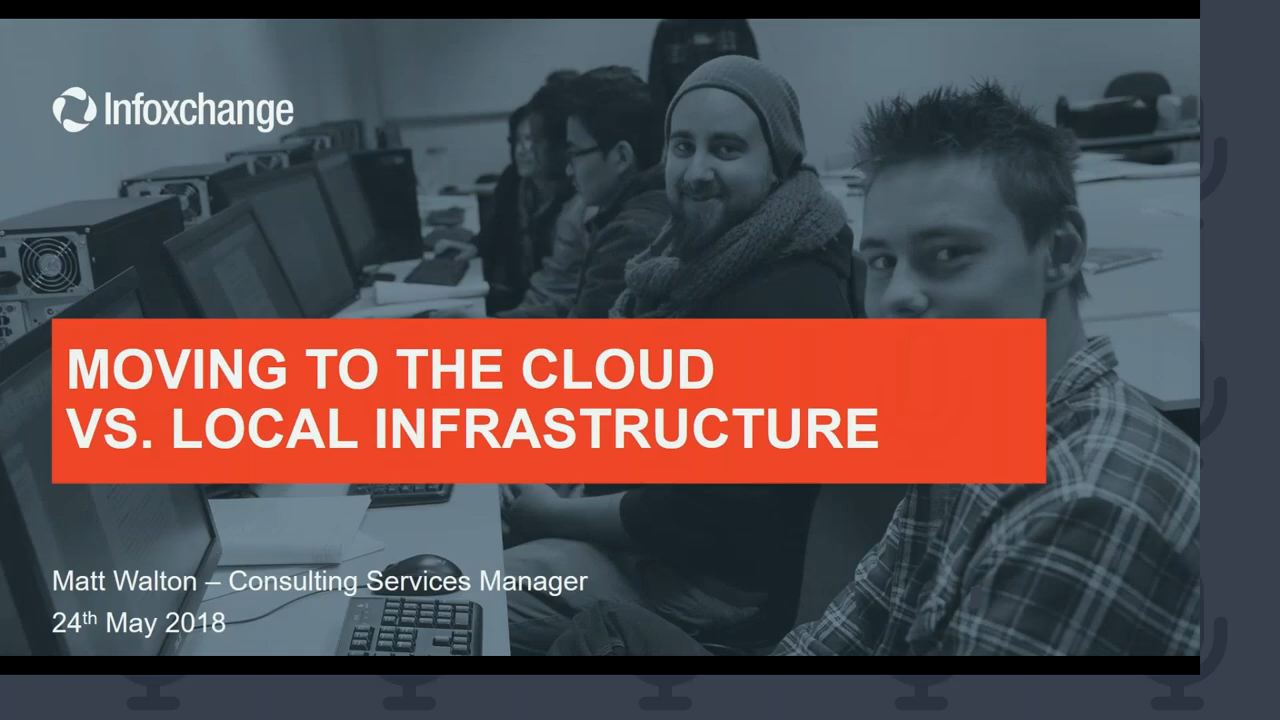 Infoxchange
MOVING TO THE CLOUD
VS. LOCAL INFRASTRUCTURE
Matt Walton – Consulting Services Manager
24th May 2018